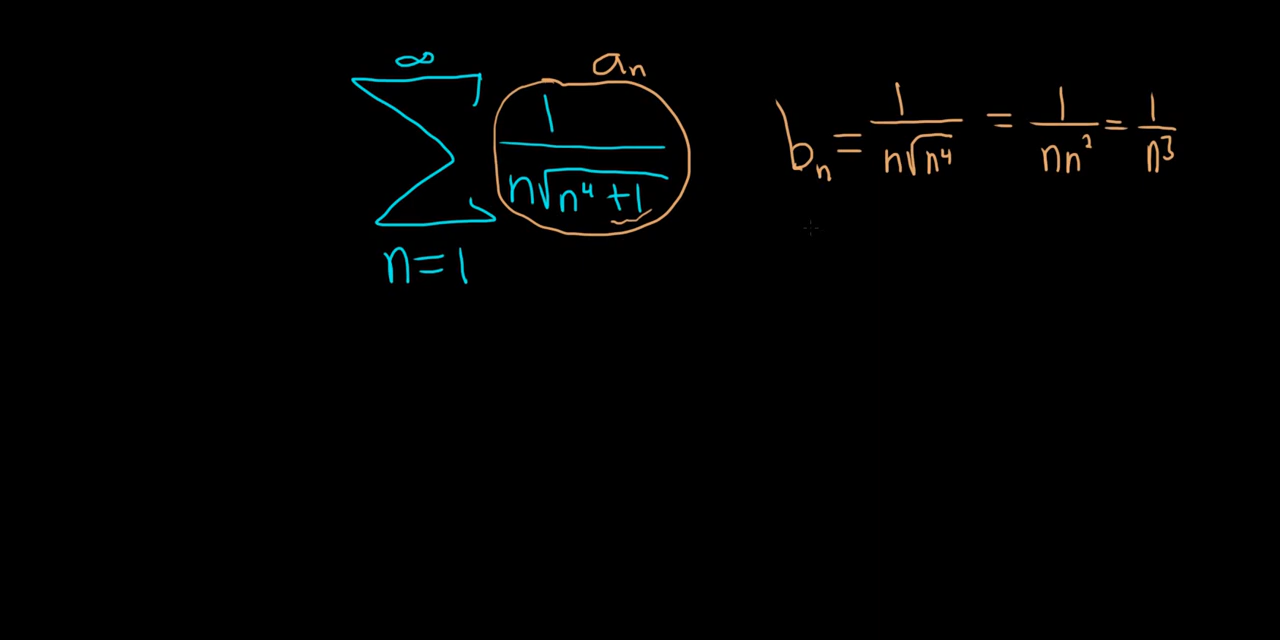 ∞
∑ 1/(n√(n⁴+1)) aₙ
n=1
bₙ = 1/(n√n⁴) = 1/(nn²) = 1/n³